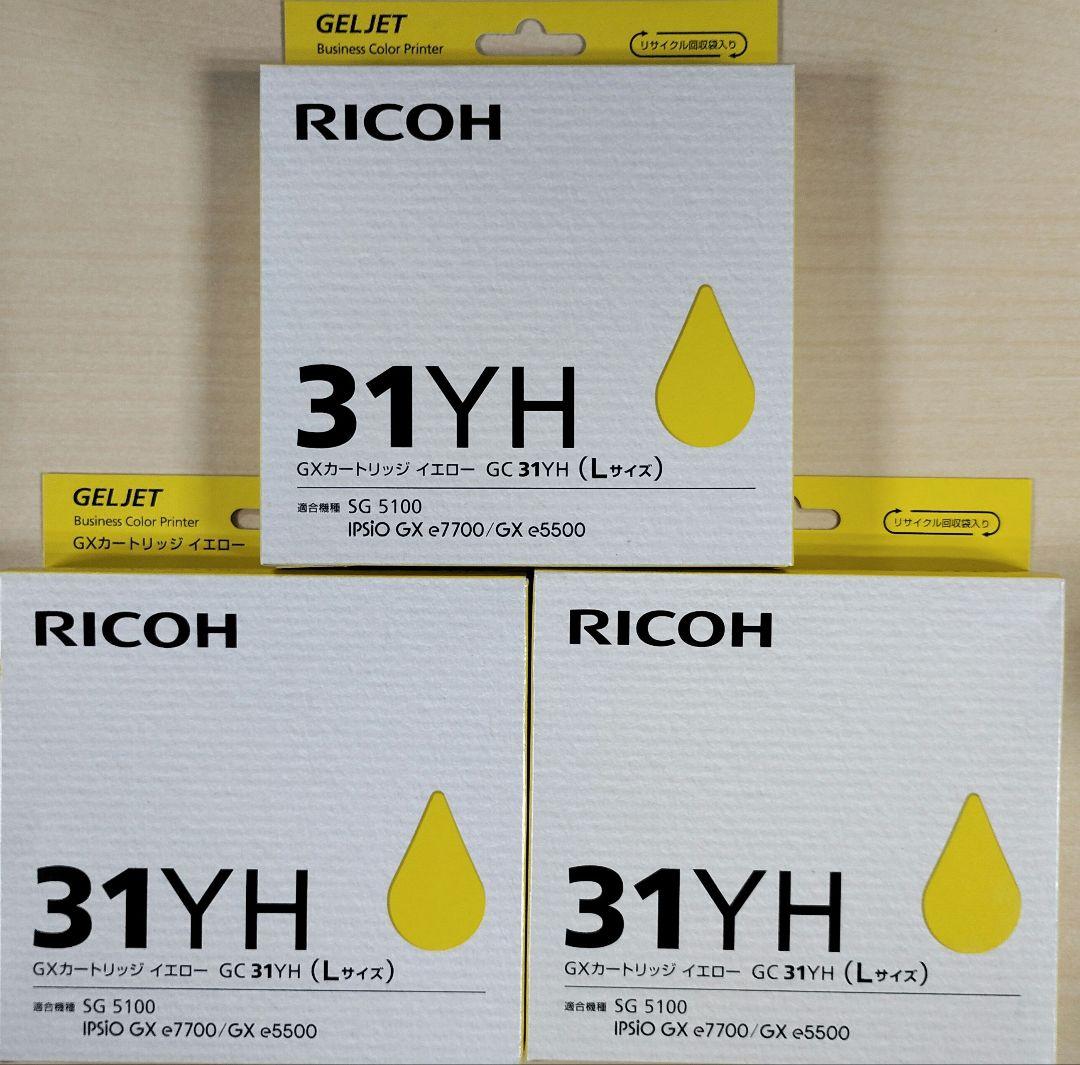 GELJET
Business Color Printer
リサイクル回収袋入り
RICOH
31YH
GXカートリッジ イエロー GC 31YH (Lサイズ)
適合機種 SG 5100
IPSiO GX e7700/GX e5500
GELJET
Business Color Printer
GXカートリッジ イエロー
RICOH
31YH
GXカートリッジ イエロー GC 31YH (Lサイズ)
適合機種 SG 5100
IPSiO GX e7700/GX e5500
リサイクル回収袋入り
RICOH
31YH
GXカートリッジ イエロー GC 31YH (Lサイズ)
適合機種 SG 5100
IPSiO GX e7700/GX e5500